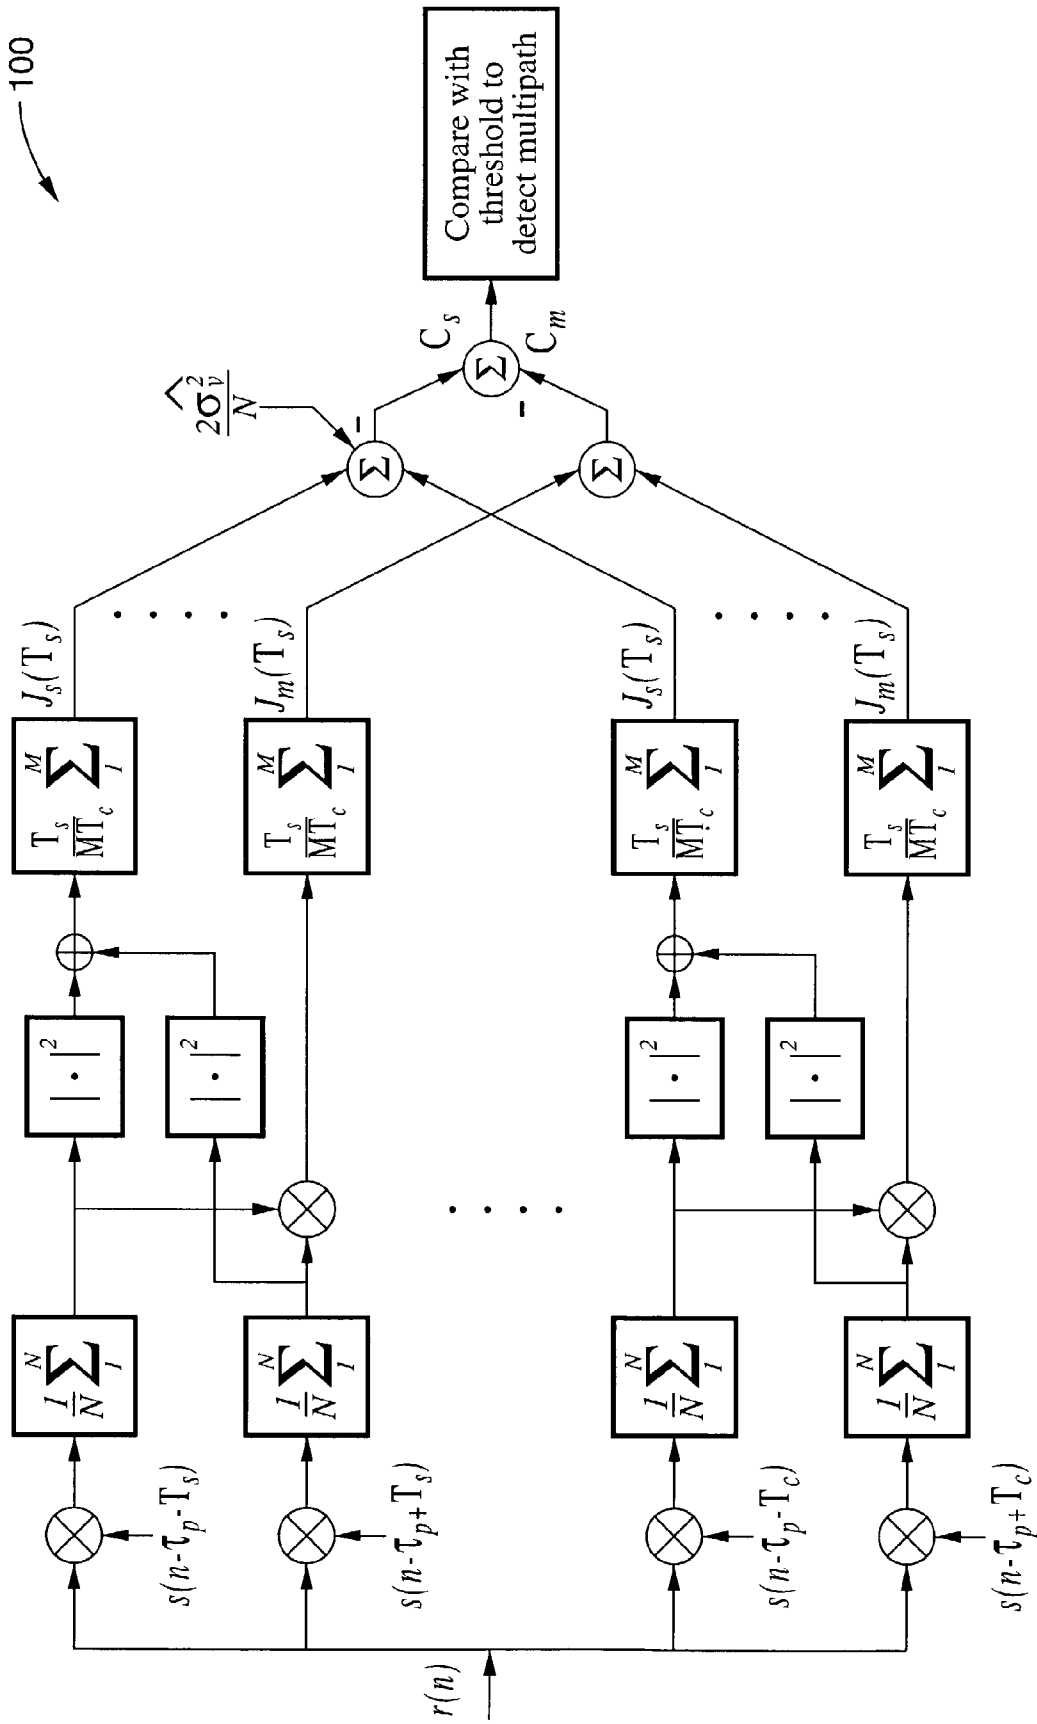 100
r(n)
s(n-τp-Ts)
s(n-τp+Ts)
s(n-τp-Tc)
s(n-τp+Tc)
1/N Σ N 1
1/N Σ N 1
1/N Σ N 1
1/N Σ N 1
|•|²
|•|²
|•|²
|•|²
Ts/MTc Σ M 1
Ts/MTc Σ M 1
Ts/MTc Σ M 1
Ts/MTc Σ M 1
Js(Ts)
Jm(Ts)
Js(Ts)
Jm(Ts)
2σ̂v²/N
Σ
Σ
Σ
Cs
Cm
Compare with
threshold to
detect multipath